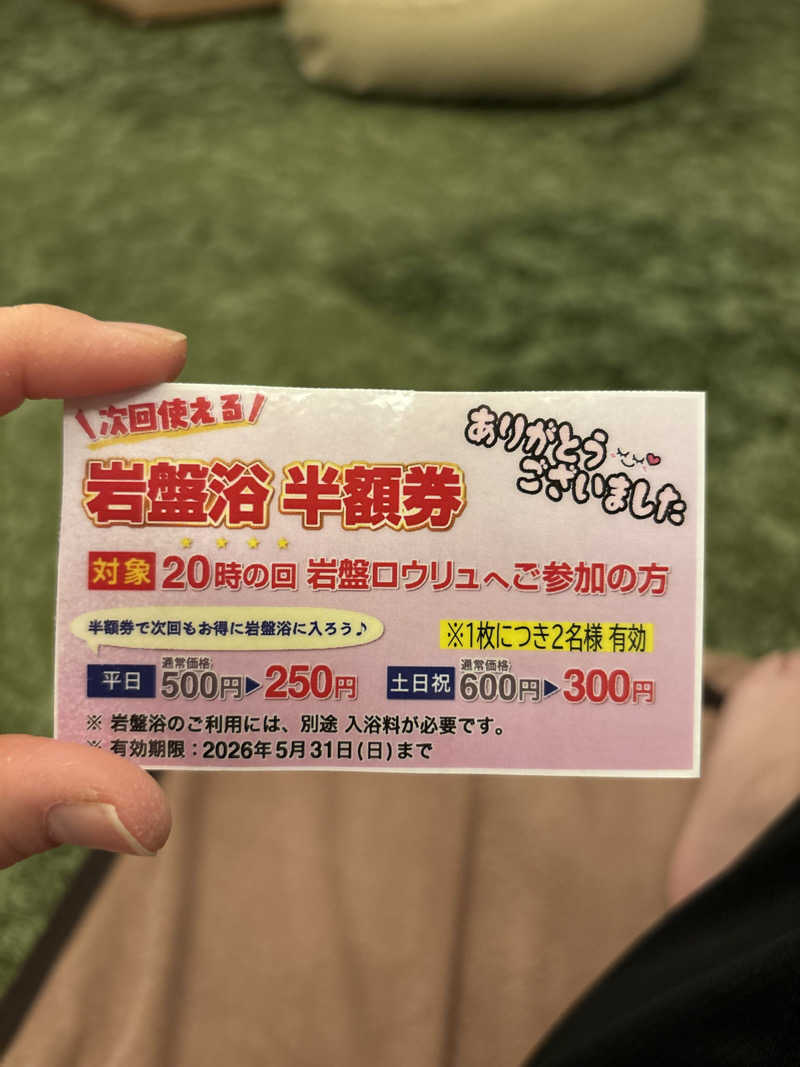 \次回使える/
ありがとう
ございました
岩盤浴 半額券
対象 20時の回 岩盤ロウリュへご参加の方
半額券で次回もお得に岩盤浴に入ろう♪
※1枚につき2名様 有効
平日 通常価格 500円▶250円 土日祝 通常価格 600円▶300円
※ 岩盤浴のご利用には、別途 入浴料が必要です。
※ 有効期限：2026年5月31日(日)まで